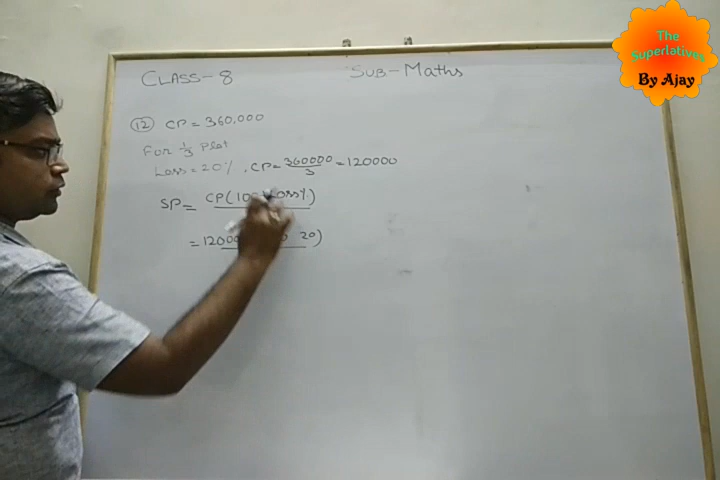 The
Superlatives
By Ajay
CLASS-8 SUB-Maths
(12) CP = 360,000
For 1/3 Plot
Loss = 20%, CP = 360000/3 = 120000
SP = CP(100 Loss%)
= 12000 20)